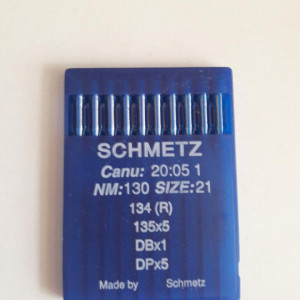 SCHMETZ
Canu: 20:05 1
NM:130 SIZE:21
134 (R)
135x5
DBx1
DPx5
Made by Schmetz